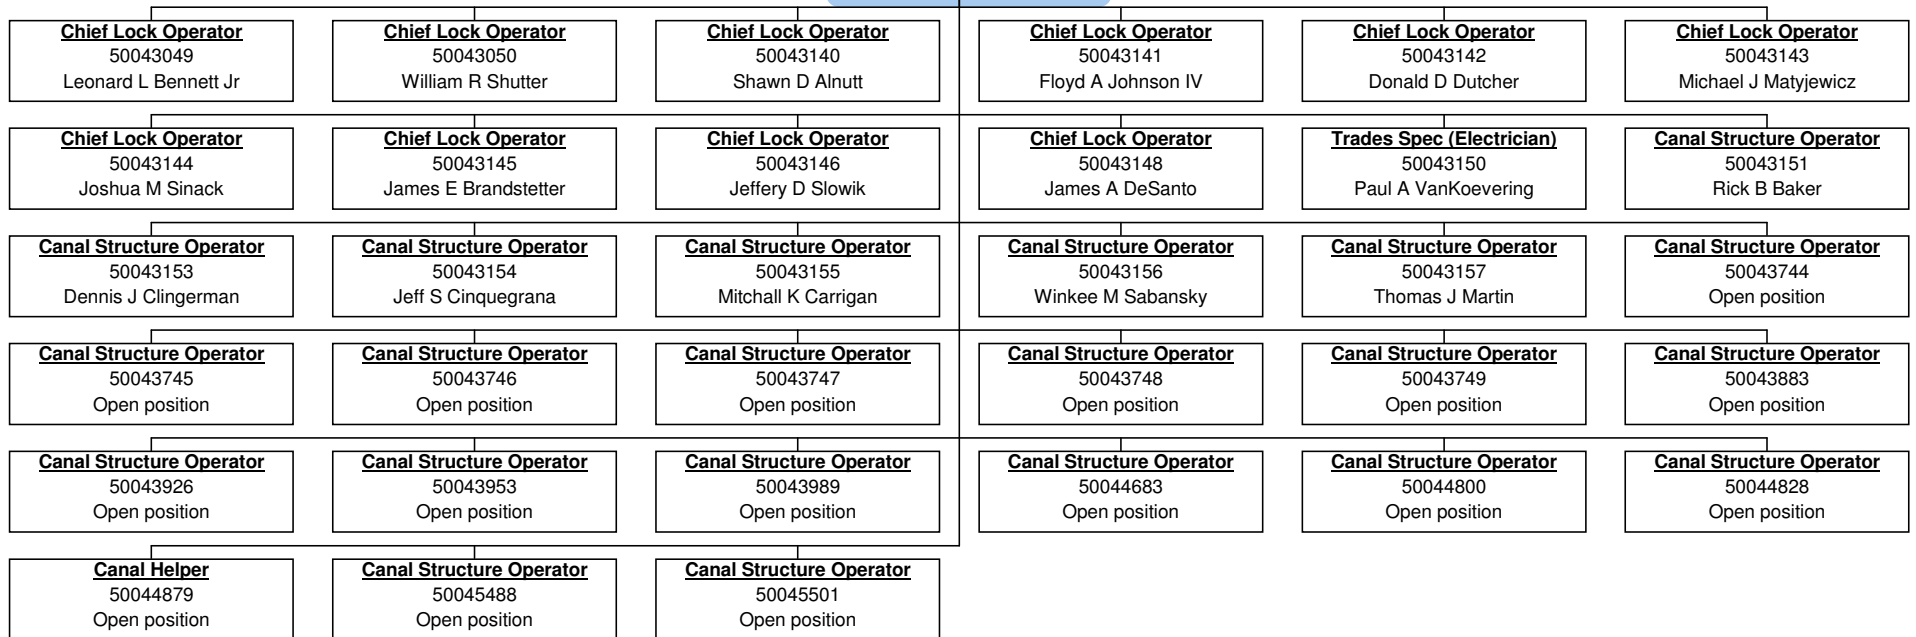 Chief Lock Operator
50043049
Leonard L Bennett Jr
Chief Lock Operator
50043050
William R Shutter
Chief Lock Operator
50043140
Shawn D Alnutt
Chief Lock Operator
50043141
Floyd A Johnson IV
Chief Lock Operator
50043142
Donald D Dutcher
Chief Lock Operator
50043143
Michael J Matyjewicz
Chief Lock Operator
50043144
Joshua M Sinack
Chief Lock Operator
50043145
James E Brandstetter
Chief Lock Operator
50043146
Jeffery D Slowik
Chief Lock Operator
50043148
James A DeSanto
Trades Spec (Electrician)
50043150
Paul A VanKoevering
Canal Structure Operator
50043151
Rick B Baker
Canal Structure Operator
50043153
Dennis J Clingerman
Canal Structure Operator
50043154
Jeff S Cinquegrana
Canal Structure Operator
50043155
Mitchall K Carrigan
Canal Structure Operator
50043156
Winkee M Sabansky
Canal Structure Operator
50043157
Thomas J Martin
Canal Structure Operator
50043744
Open position
Canal Structure Operator
50043745
Open position
Canal Structure Operator
50043746
Open position
Canal Structure Operator
50043747
Open position
Canal Structure Operator
50043748
Open position
Canal Structure Operator
50043749
Open position
Canal Structure Operator
50043883
Open position
Canal Structure Operator
50043926
Open position
Canal Structure Operator
50043953
Open position
Canal Structure Operator
50043989
Open position
Canal Structure Operator
50044683
Open position
Canal Structure Operator
50044800
Open position
Canal Structure Operator
50044828
Open position
Canal Helper
50044879
Open position
Canal Structure Operator
50045488
Open position
Canal Structure Operator
50045501
Open position